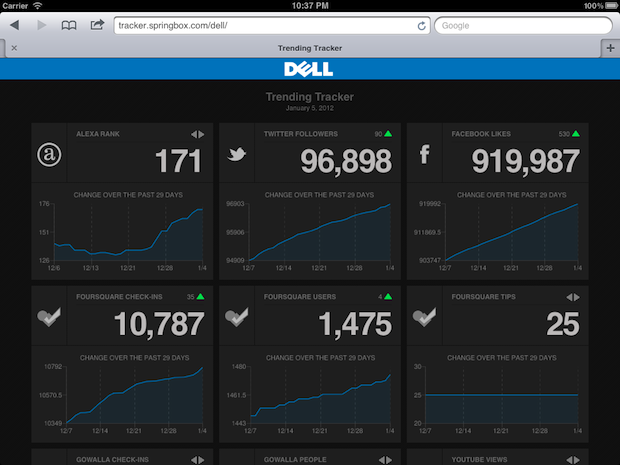 Carrier 10:37 PM 100%
tracker.springbox.com/dell/ Google
Trending Tracker
DELL
Trending Tracker
January 5, 2012
ALEXA RANK
171
CHANGE OVER THE PAST 29 DAYS
176
151
126
12/6 12/13 12/21 12/28 1/4
TWITTER FOLLOWERS 90
96,898
CHANGE OVER THE PAST 29 DAYS
96903
95906
94909
12/7 12/14 12/21 12/28 1/4
FACEBOOK LIKES 530
919,987
CHANGE OVER THE PAST 29 DAYS
919992
911869.5
903747
12/7 12/14 12/21 12/28 1/4
FOURSQUARE CHECK-INS 35
10,787
CHANGE OVER THE PAST 29 DAYS
10792
10570.5
10349
12/7 12/14 12/21 12/28 1/4
FOURSQUARE USERS 4
1,475
CHANGE OVER THE PAST 29 DAYS
1480
1461.5
1443
12/7 12/14 12/21 12/28 1/4
FOURSQUARE TIPS
25
CHANGE OVER THE PAST 29 DAYS
30
25
20
12/7 12/14 12/21 12/28 1/4
GOWALLA CHECK-INS
GOWALLA PEOPLE
YOUTUBE VIEWS